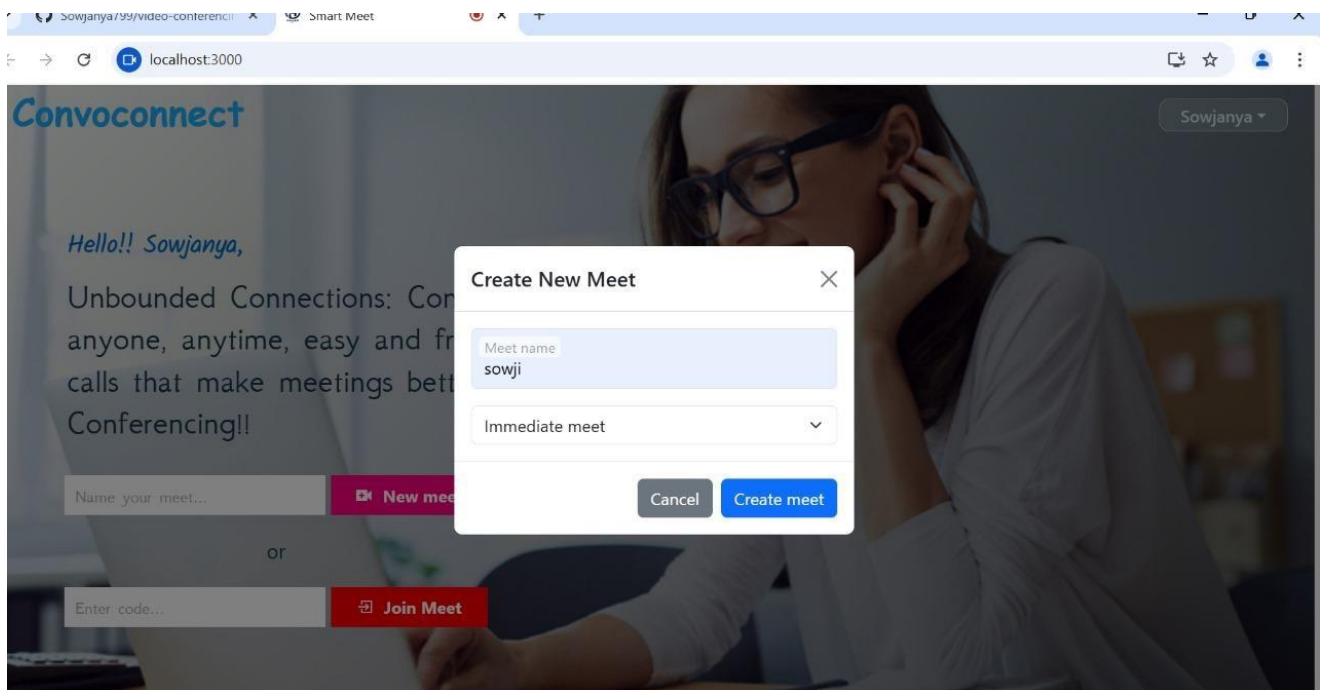 Sowjanya799/video-conferenci
Smart Meet
localhost:3000
Convoconnect
Sowjanya
Hello!! Sowjanya,
Unbounded Connections: Con
anyone, anytime, easy and fr
calls that make meetings bett
Conferencing!!
Name your meet...
New mee
or
Enter code...
Join Meet
Create New Meet
Meet name
sowji
Immediate meet
Cancel
Create meet